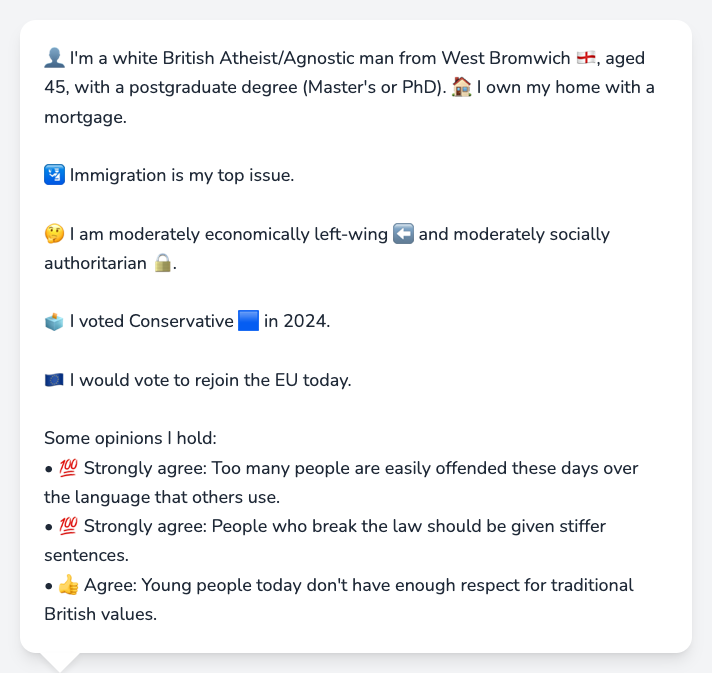 👤 I'm a white British Atheist/Agnostic man from West Bromwich 🏴󠁧󠁢󠁥󠁮󠁧󠁿, aged
45, with a postgraduate degree (Master's or PhD). 🏠 I own my home with a
mortgage.
🛂 Immigration is my top issue.
🤔 I am moderately economically left-wing ⬅️ and moderately socially
authoritarian 🔒.
🗳️ I voted Conservative 🟦 in 2024.
🇪🇺 I would vote to rejoin the EU today.
Some opinions I hold:
• 💯 Strongly agree: Too many people are easily offended these days over
the language that others use.
• 💯 Strongly agree: People who break the law should be given stiffer
sentences.
• 👍 Agree: Young people today don't have enough respect for traditional
British values.